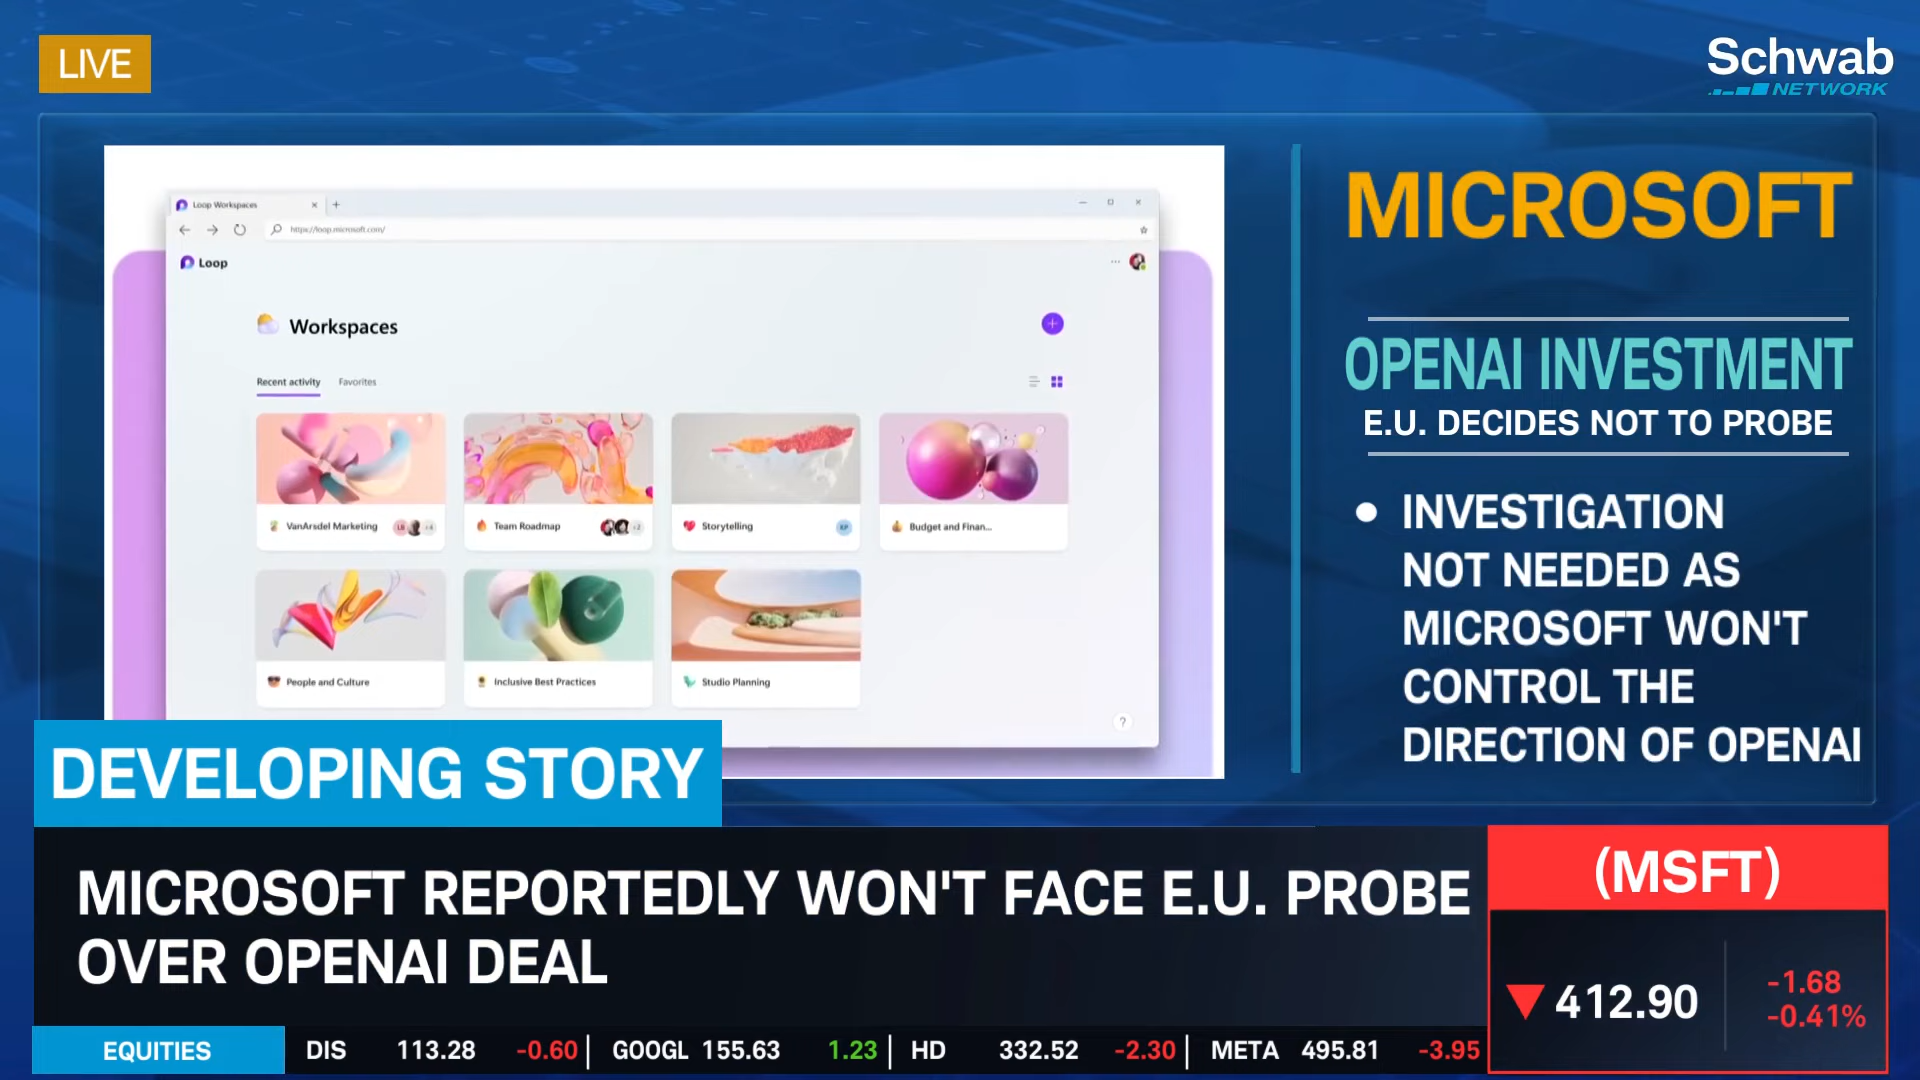 LIVE
Schwab
NETWORK
Loop Workspaces
https://loop.microsoft.com/
Loop
Workspaces
Recent activity
Favorites
VanArsdel Marketing
LB
+4
Team Roadmap
+2
Storytelling
KP
Budget and Finan...
People and Culture
Inclusive Best Practices
Studio Planning
?
MICROSOFT
OPENAI INVESTMENT
E.U. DECIDES NOT TO PROBE
• INVESTIGATION
NOT NEEDED AS
MICROSOFT WON'T
CONTROL THE
DIRECTION OF OPENAI
DEVELOPING STORY
MICROSOFT REPORTEDLY WON'T FACE E.U. PROBE
OVER OPENAI DEAL
(MSFT)
▼ 412.90
-1.68
-0.41%
EQUITIES
DIS 113.28 -0.60 | GOOGL 155.63 1.23 | HD 332.52 -2.30 | META 495.81 -3.95